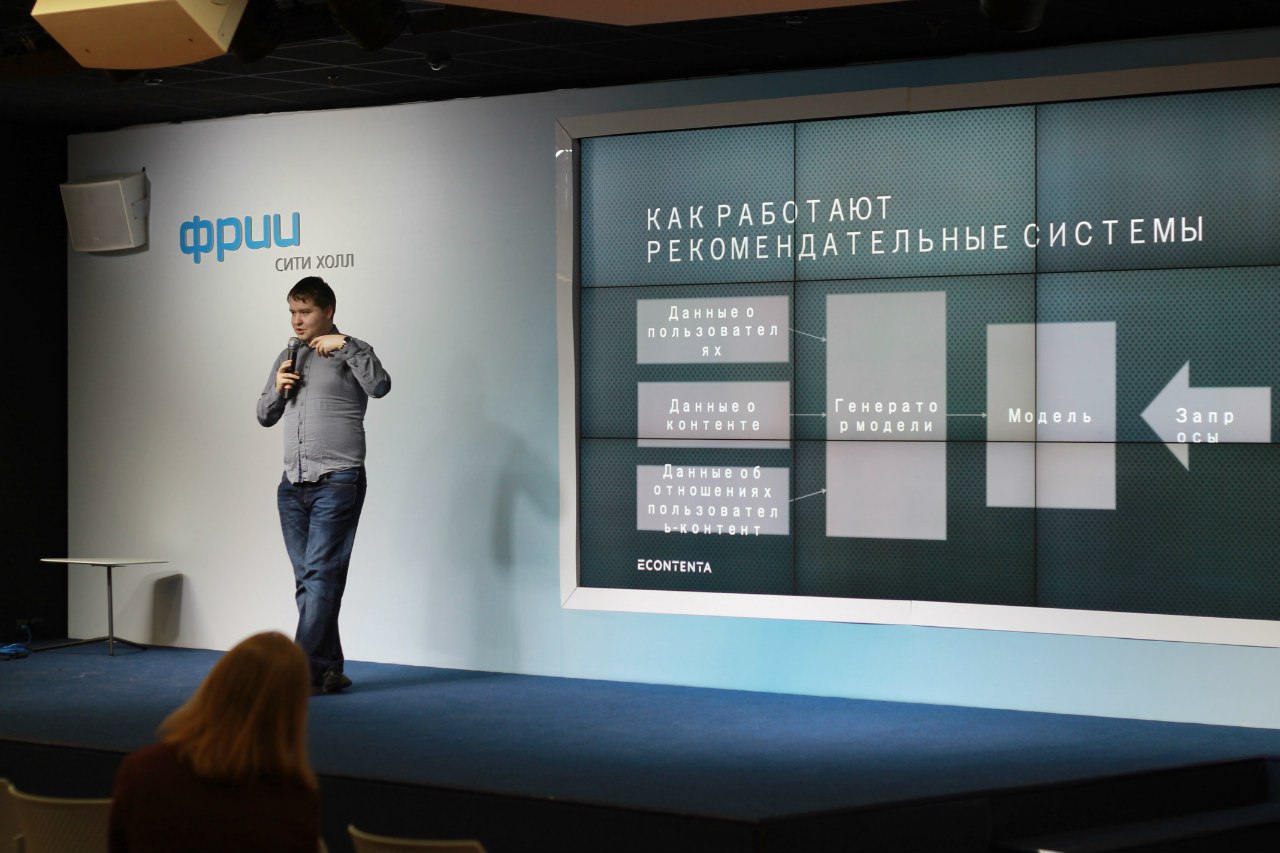 фрии
СИТИ ХОЛЛ
КАК РАБОТАЮТ
РЕКОМЕНДАТЕЛЬНЫЕ СИСТЕМЫ
Данные о
пользовател
ях
Данные о
контенте
Данные об
отношениях
пользовател
ь-контент
Генерато
р модели
Модель
Запр
осы
ECONTENTA